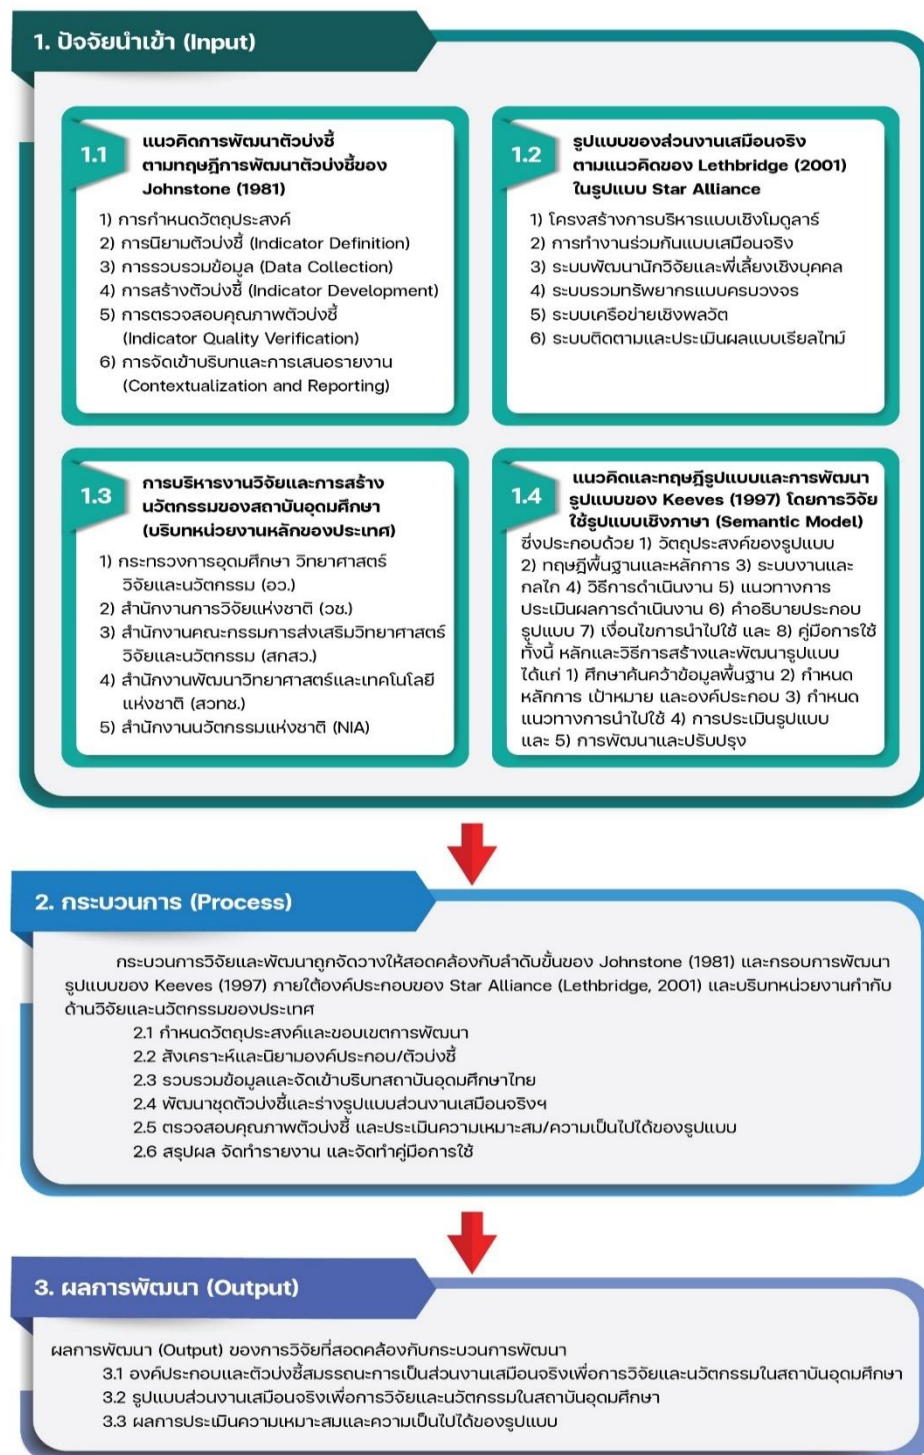 1. ปัจจัยนำเข้า (Input)
1.1
แนวคิดการพัฒนาตัวบ่งชี้
ตามทฤษฎีการพัฒนาตัวบ่งชี้ของ
Johnstone (1981)
1) การกำหนดวัตถุประสงค์
2) การนิยามตัวบ่งชี้ (Indicator Definition)
3) การรวบรวมข้อมูล (Data Collection)
4) การสร้างตัวบ่งชี้ (Indicator Development)
5) การตรวจสอบคุณภาพตัวบ่งชี้
(Indicator Quality Verification)
6) การจัดเข้าบริบทและการเสนอรายงาน
(Contextualization and Reporting)
1.2
รูปแบบของส่วนงานเสมือนจริง
ตามแนวคิดของ Lethbridge (2001)
ในรูปแบบ Star Alliance
1) โครงสร้างการบริหารแบบเชิงโมดูลาร์
2) การทำงานร่วมกันแบบเสมือนจริง
3) ระบบพัฒนานักวิจัยและพี่เลี้ยงเชิงบุคคล
4) ระบบรวมทรัพยากรแบบครบวงจร
5) ระบบเครือข่ายเชิงพลวัต
6) ระบบติดตามและประเมินผลแบบเรียลไทม์
1.3
การบริหารงานวิจัยและการสร้าง
นวัตกรรมของสถาบันอุดมศึกษา
(บริบทหน่วยงานหลักของประเทศ)
1) กระทรวงการอุดมศึกษา วิทยาศาสตร์
วิจัยและนวัตกรรม (อว.)
2) สำนักงานการวิจัยแห่งชาติ (วช.)
3) สำนักงานคณะกรรมการส่งเสริมวิทยาศาสตร์
วิจัยและนวัตกรรม (สกสว.)
4) สำนักงานพัฒนาวิทยาศาสตร์และเทคโนโลยี
แห่งชาติ (สวทช.)
5) สำนักงานนวัตกรรมแห่งชาติ (NIA)
1.4
แนวคิดและทฤษฎีรูปแบบและการพัฒนา
รูปแบบของ Keeves (1997) โดยการวิจัย
ใช้รูปแบบเชิงภาษา (Semantic Model)
ซึ่งประกอบด้วย 1) วัตถุประสงค์ของรูปแบบ
2) ทฤษฎีพื้นฐานและหลักการ 3) ระบบงานและ
กลไก 4) วิธีการดำเนินงาน 5) แนวทางการ
ประเมินผลการดำเนินงาน 6) คำอธิบายประกอบ
รูปแบบ 7) เงื่อนไขการนำไปใช้ และ 8) คู่มือการใช้
ทั้งนี้ หลักและวิธีการสร้างและพัฒนารูปแบบ
ได้แก่ 1) ศึกษาค้นคว้าข้อมูลพื้นฐาน 2) กำหนด
หลักการ เป้าหมาย และองค์ประกอบ 3) กำหนด
แนวทางการนำไปใช้ 4) การประเมินรูปแบบ
และ 5) การพัฒนาและปรับปรุง
2. กระบวนการ (Process)
กระบวนการวิจัยและพัฒนาถูกจัดวางให้สอดคล้องกับลำดับขั้นของ Johnstone (1981) และกรอบการพัฒนา
รูปแบบของ Keeves (1997) ภายใต้องค์ประกอบของ Star Alliance (Lethbridge, 2001) และบริบทหน่วยงานกำกับ
ด้านวิจัยและนวัตกรรมของประเทศ
2.1 กำหนดวัตถุประสงค์และขอบเขตการพัฒนา
2.2 สังเคราะห์และนิยามองค์ประกอบ/ตัวบ่งชี้
2.3 รวบรวมข้อมูลและจัดเข้าบริบทสถาบันอุดมศึกษาไทย
2.4 พัฒนาชุดตัวบ่งชี้และร่างรูปแบบส่วนงานเสมือนจริงฯ
2.5 ตรวจสอบคุณภาพตัวบ่งชี้ และประเมินความเหมาะสม/ความเป็นไปได้ของรูปแบบ
2.6 สรุปผล จัดทำรายงาน และจัดทำคู่มือการใช้
3. ผลการพัฒนา (Output)
ผลการพัฒนา (Output) ของการวิจัยที่สอดคล้องกับกระบวนการพัฒนา
3.1 องค์ประกอบและตัวบ่งชี้สมรรถนะการเป็นส่วนงานเสมือนจริงเพื่อการวิจัยและนวัตกรรมในสถาบันอุดมศึกษา
3.2 รูปแบบส่วนงานเสมือนจริงเพื่อการวิจัยและนวัตกรรมในสถาบันอุดมศึกษา
3.3 ผลการประเมินความเหมาะสมและความเป็นไปได้ของรูปแบบ